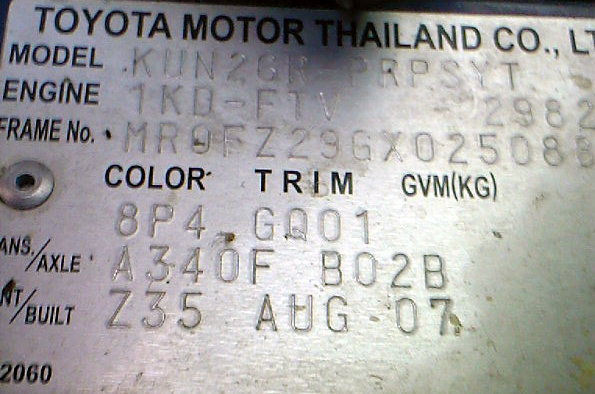 TOYOTA MOTOR THAILAND CO., LT
MODEL KUN26R-PRPSYT
ENGINE 1KD-FTV 2982
FRAME No. MR0FZ29GX025088
COLOR TRIM GVM(KG)
8P4 GQ01
ANS/AXLE A340F B02B
NT/BUILT Z35 AUG 07
2060